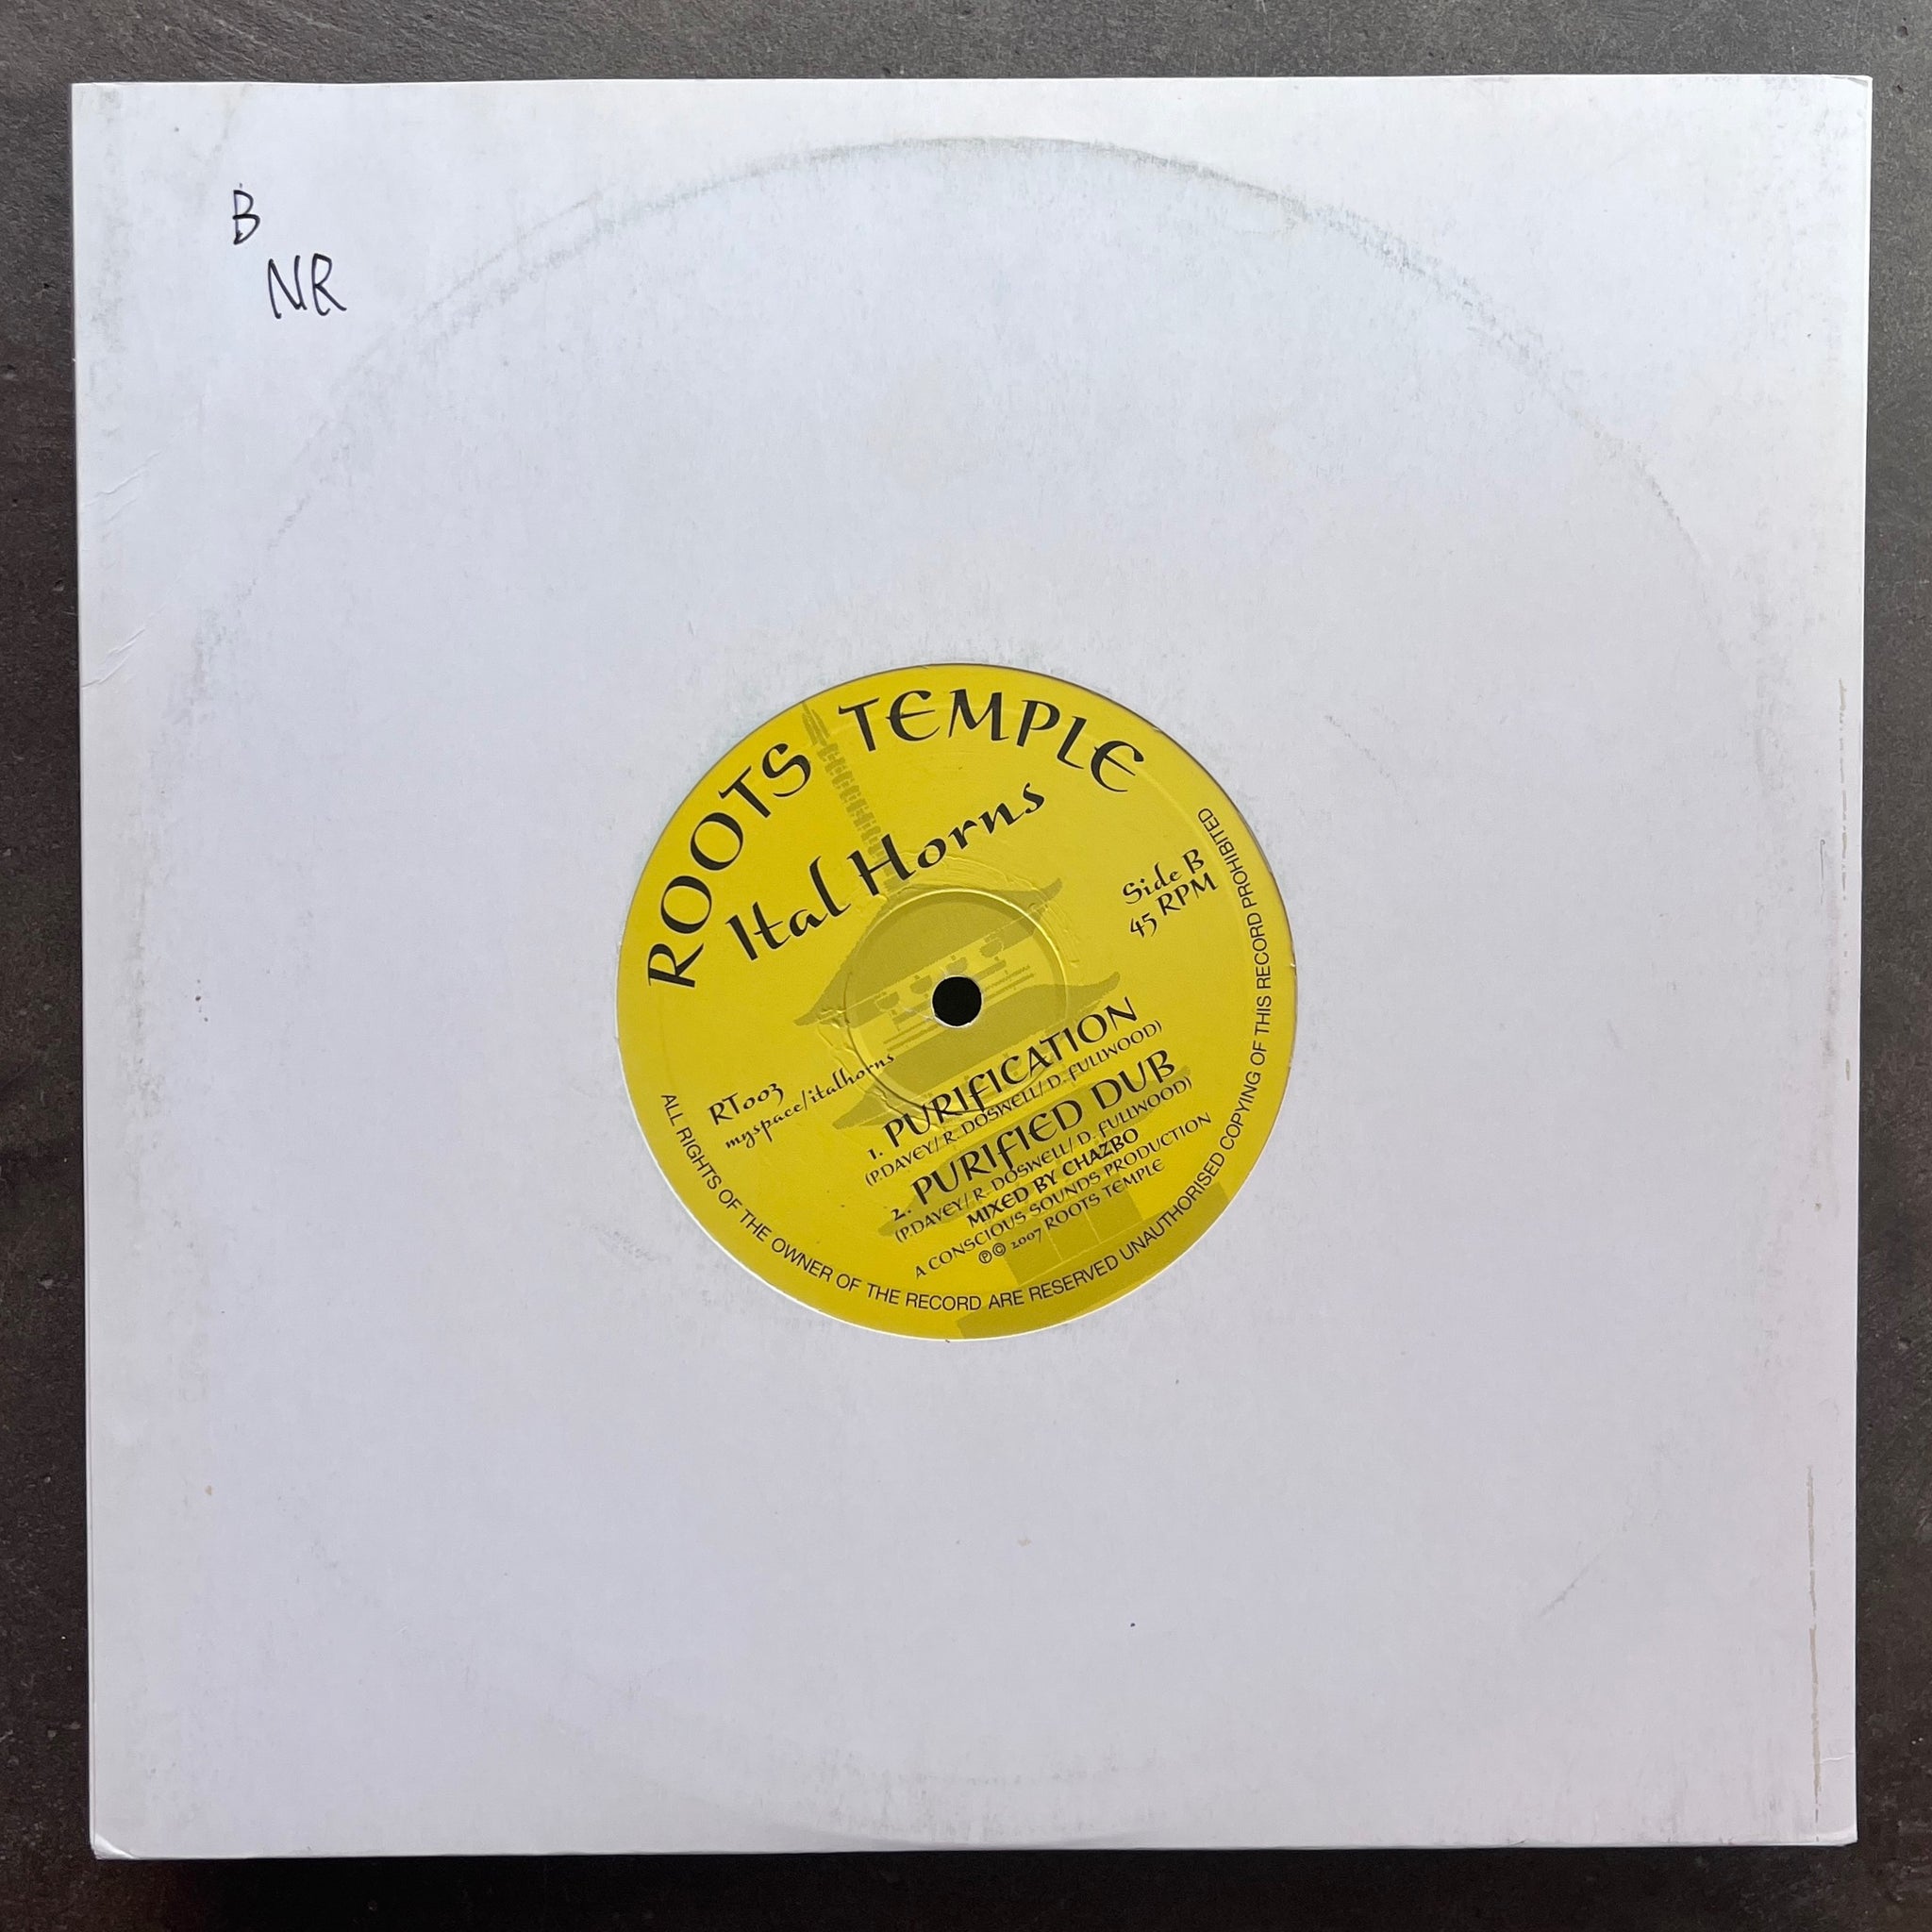 B
NR
ROOTS TEMPLE
Ital Horns
Side B
45 RPM
RT003
myspace/italhorns
1. PURIFICATION
(P.DAVEY/ R. DOSWELL/ D. FULLWOOD)
2. PURIFIED DUB
(P.DAVEY/ R. DOSWELL/ D. FULLWOOD)
MIXED BY CHAZBO
A CONSCIOUS SOUNDS PRODUCTION
℗© 2007 ROOTS TEMPLE
ALL RIGHTS OF THE OWNER OF THE RECORD ARE RESERVED UNAUTHORISED COPYING OF THIS RECORD PROHIBITED